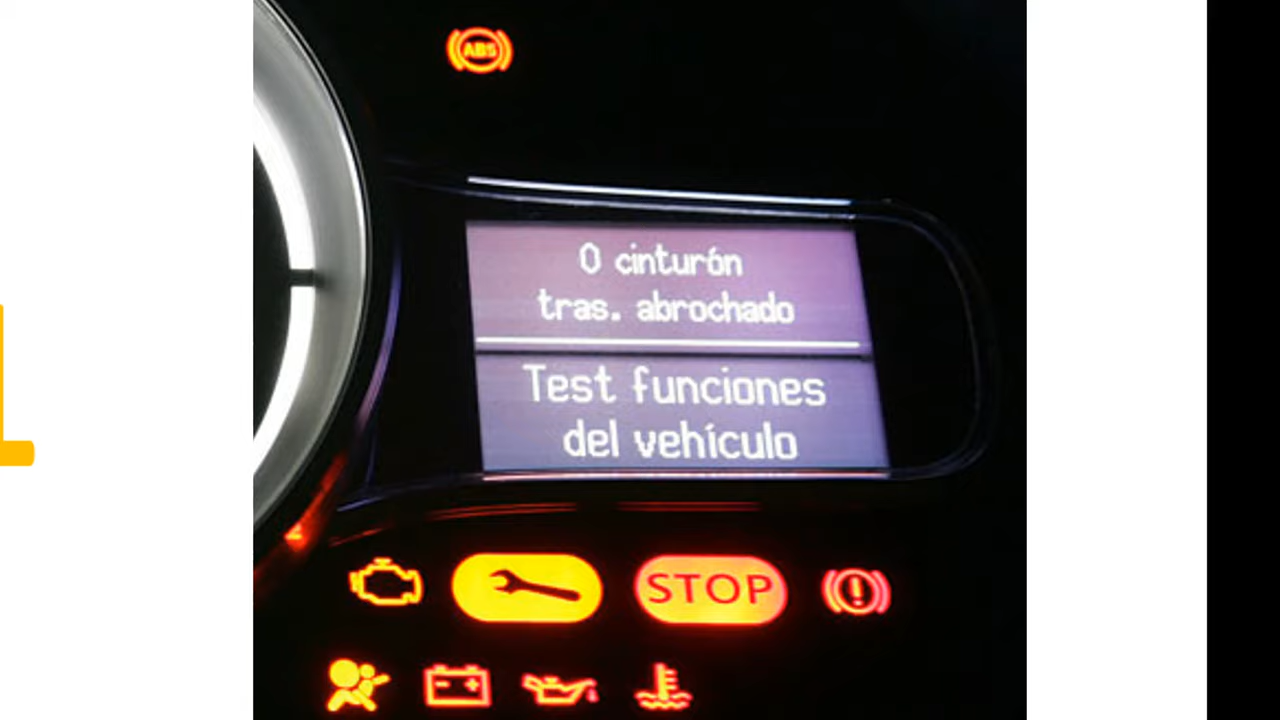 ABS
0 cinturón
tras. abrochado
Test funciones
del vehículo
STOP